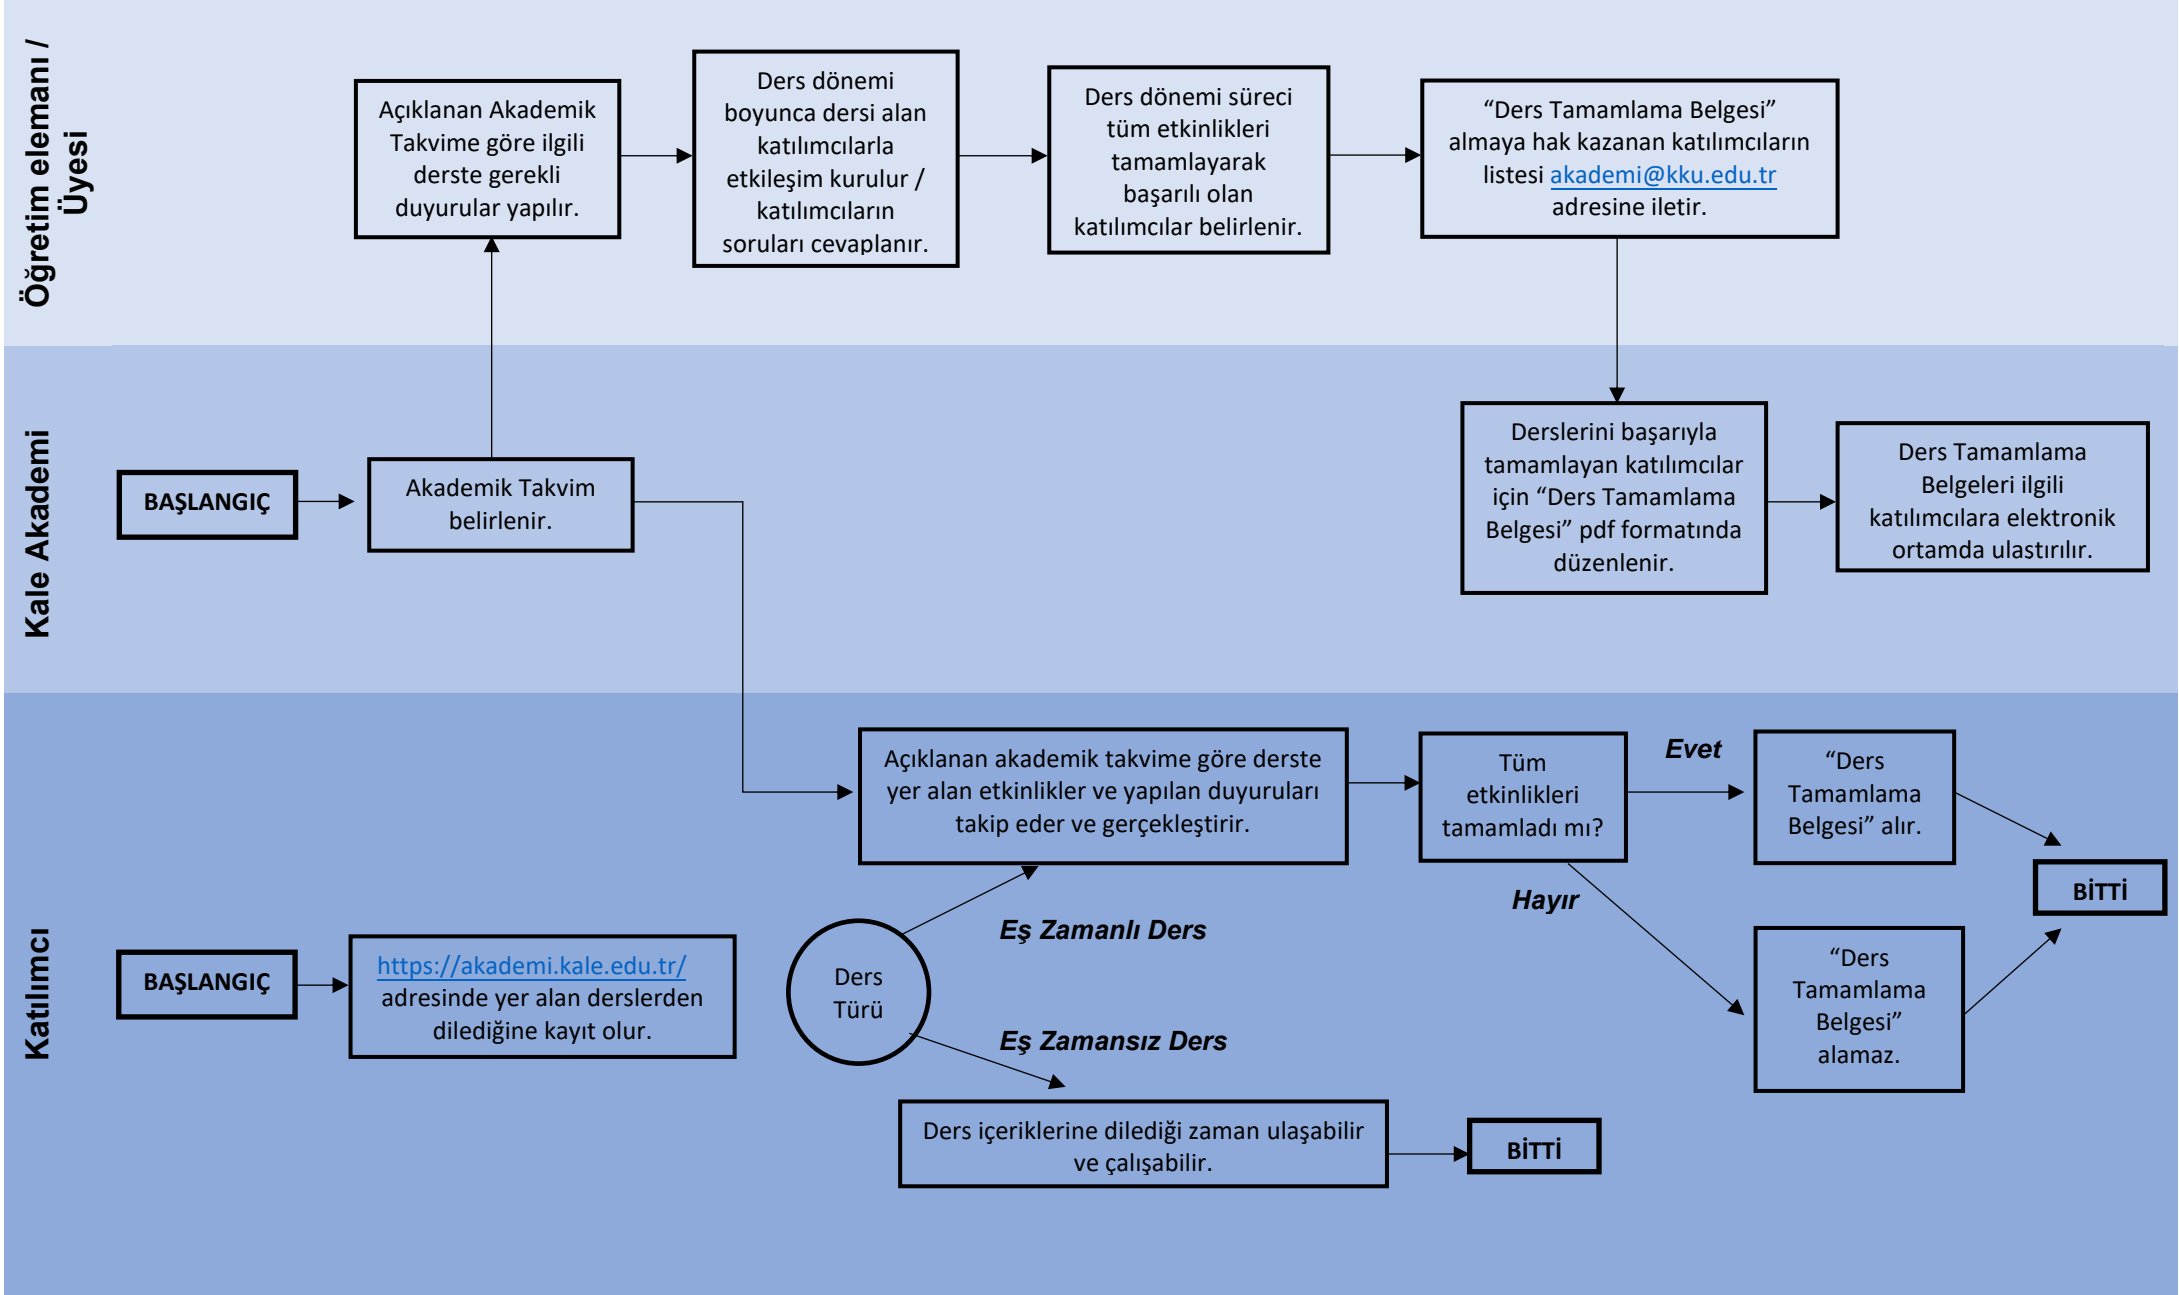 Öğretim elemanı /
Üyesi
Açıklanan Akademik
Takvime göre ilgili
derste gerekli
duyurular yapılır.
Ders dönemi
boyunca dersi alan
katılımcılarla
etkileşim kurulur /
katılımcıların
soruları cevaplanır.
Ders dönemi süreci
tüm etkinlikleri
tamamlayarak
başarılı olan
katılımcılar belirlenir.
“Ders Tamamlama Belgesi”
almaya hak kazanan katılımcıların
listesi akademi@kku.edu.tr
adresine iletir.
Kale Akademi
BAŞLANGIÇ
Akademik Takvim
belirlenir.
Derslerini başarıyla
tamamlayan katılımcılar
için “Ders Tamamlama
Belgesi” pdf formatında
düzenlenir.
Ders Tamamlama
Belgeleri ilgili
katılımcılara elektronik
ortamda ulaştırılır.
Katılımcı
BAŞLANGIÇ
https://akademi.kale.edu.tr/
adresinde yer alan derslerden
dilediğine kayıt olur.
Ders
Türü
Eş Zamanlı Ders
Açıklanan akademik takvime göre derste
yer alan etkinlikler ve yapılan duyuruları
takip eder ve gerçekleştirir.
Tüm
etkinlikleri
tamamladı mı?
Evet
“Ders
Tamamlama
Belgesi” alır.
Hayır
“Ders
Tamamlama
Belgesi”
alamaz.
BİTTİ
Eş Zamansız Ders
Ders içeriklerine dilediği zaman ulaşabilir
ve çalışabilir.
BİTTİ